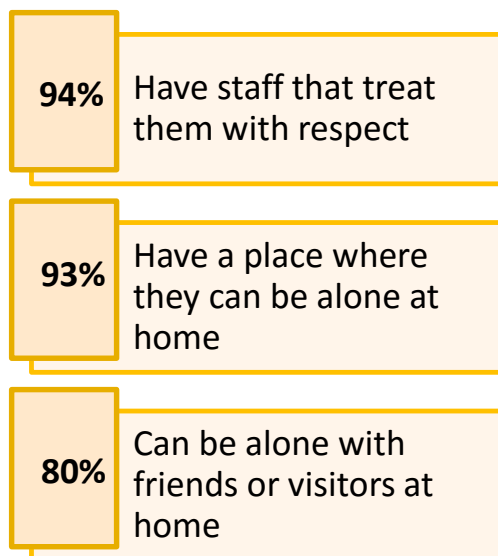 94%
Have staff that treat
them with respect
93%
Have a place where
they can be alone at
home
80%
Can be alone with
friends or visitors at
home